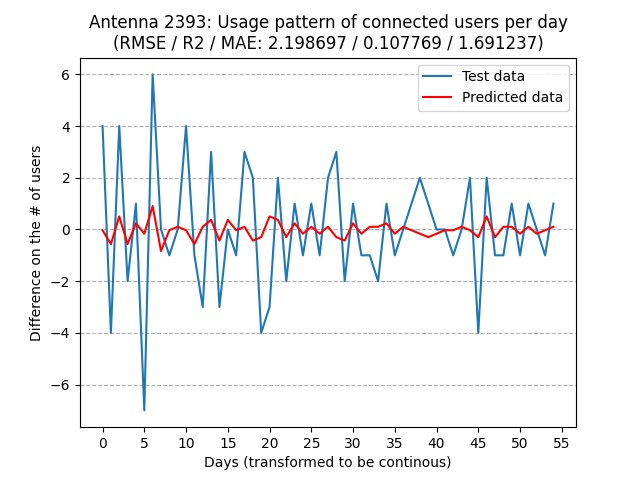 Antenna 2393: Usage pattern of connected users per day
(RMSE / R2 / MAE: 2.198697 / 0.107769 / 1.691237)
Test data
Predicted data
Difference on the # of users
6
4
2
0
−2
−4
−6
0 5 10 15 20 25 30 35 40 45 50 55
Days (transformed to be continous)